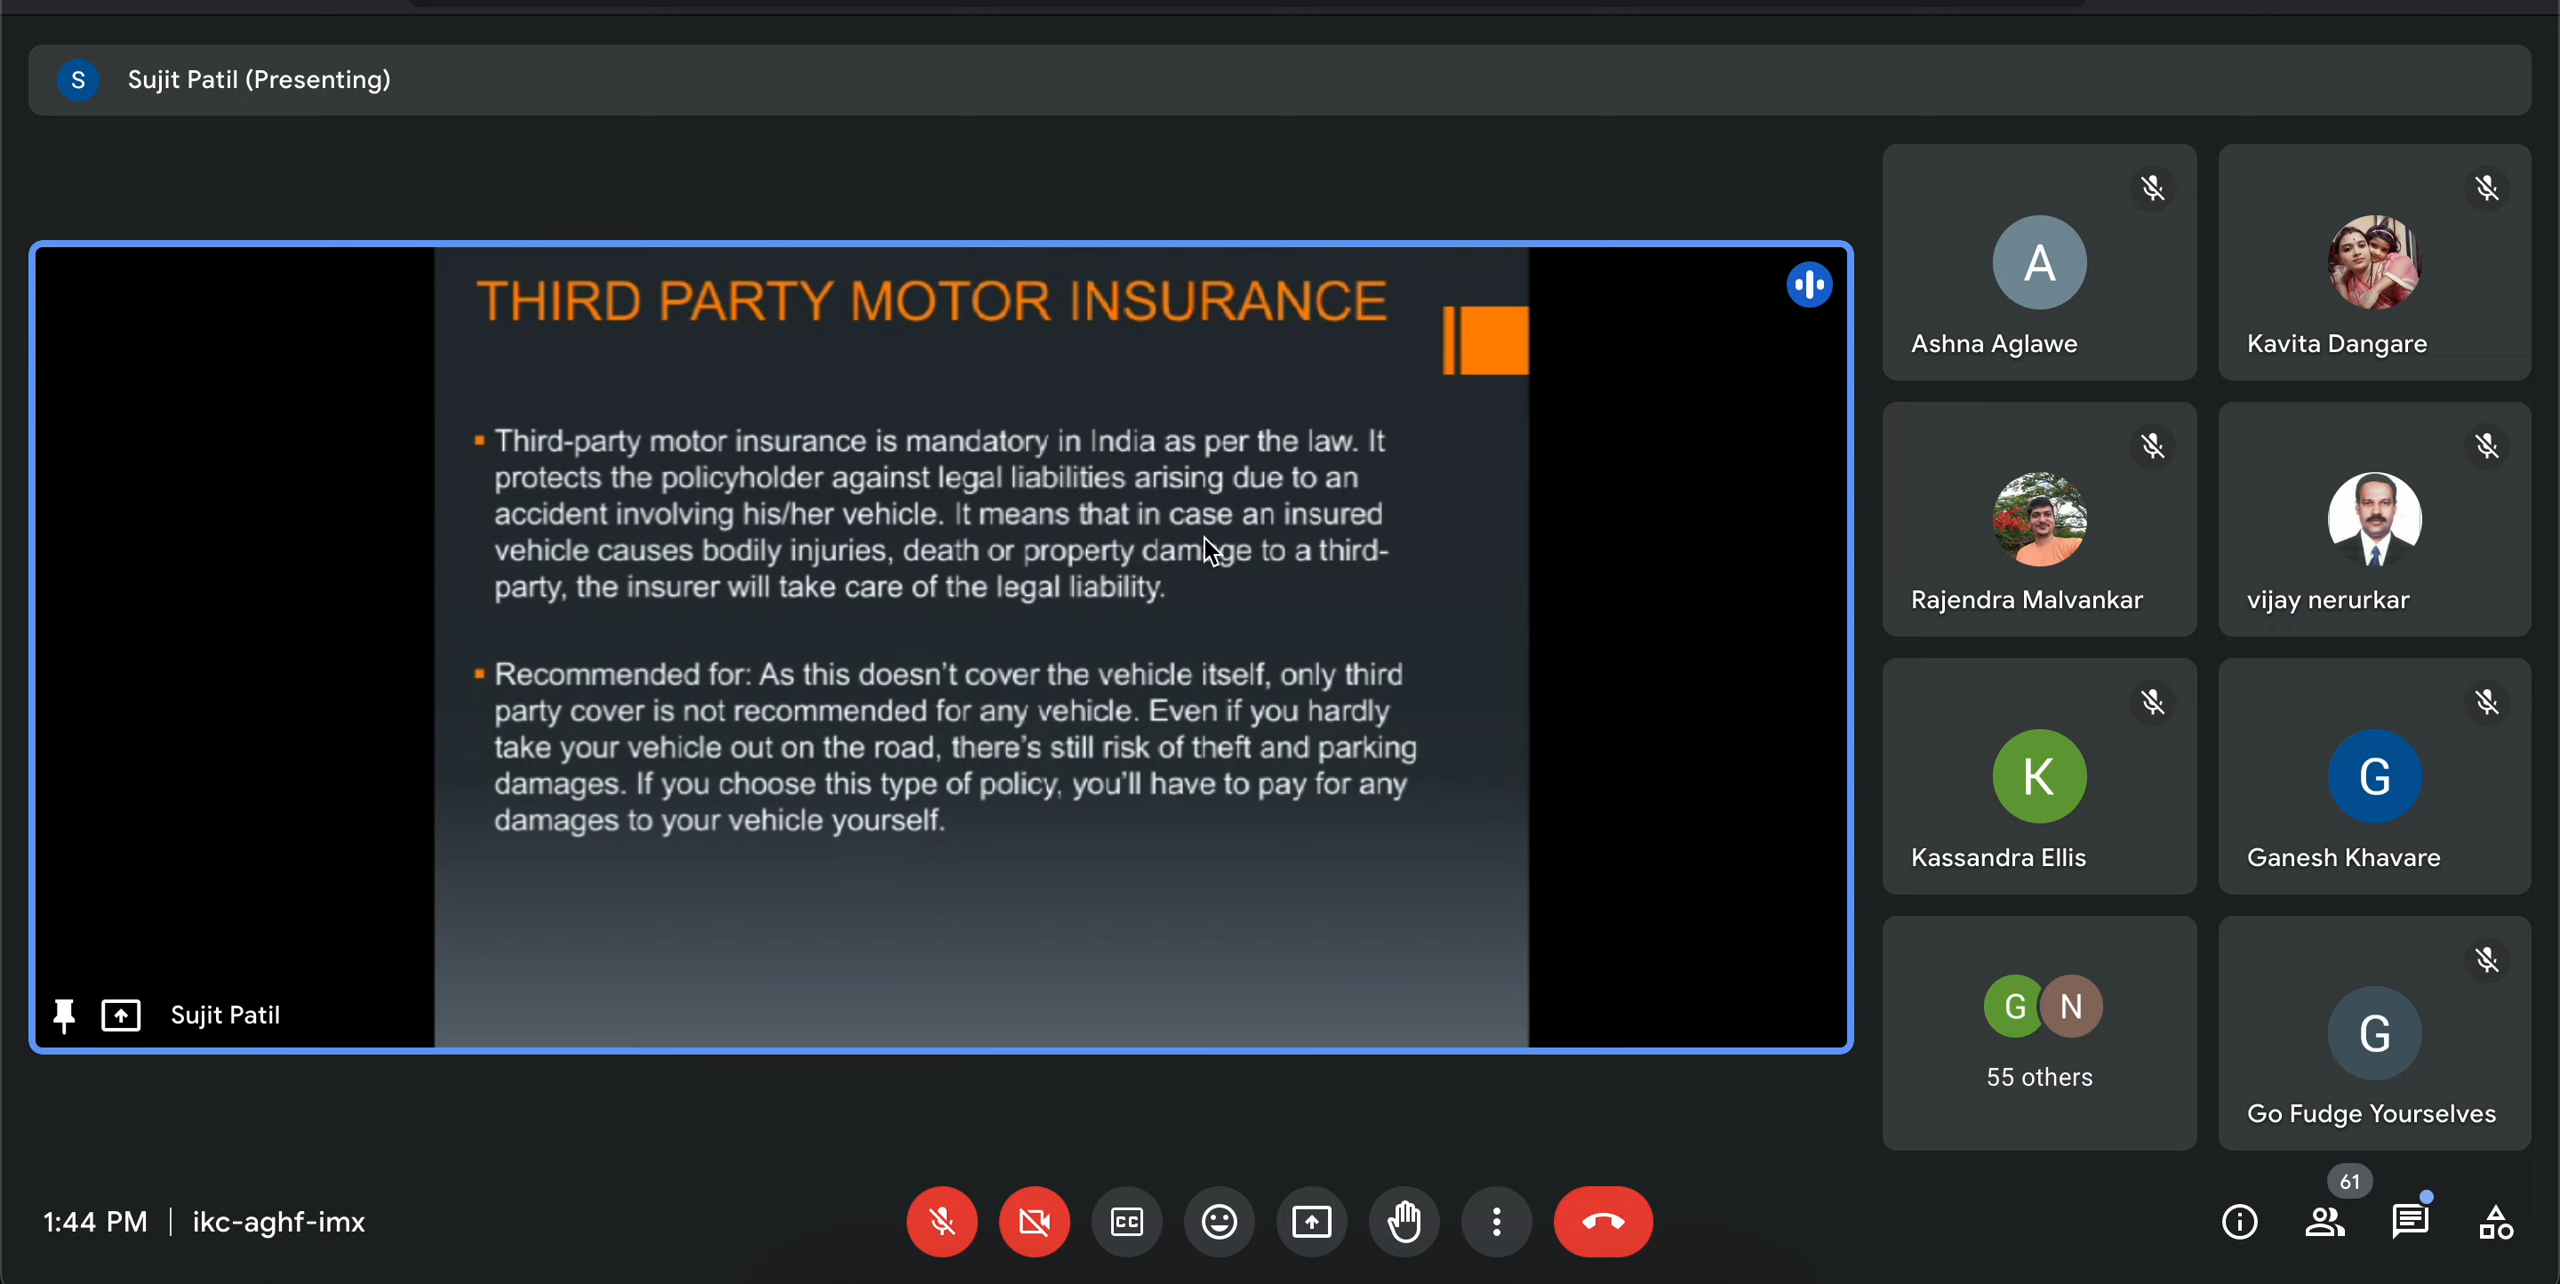 S Sujit Patil (Presenting)
THIRD PARTY MOTOR INSURANCE
Third-party motor insurance is mandatory in India as per the law. It
protects the policyholder against legal liabilities arising due to an
accident involving his/her vehicle. It means that in case an insured
vehicle causes bodily injuries, death or property damage to a third-
party, the insurer will take care of the legal liability.
Recommended for: As this doesn't cover the vehicle itself, only third
party cover is not recommended for any vehicle. Even if you hardly
take your vehicle out on the road, there's still risk of theft and parking
damages. If you choose this type of policy, you'll have to pay for any
damages to your vehicle yourself.
Sujit Patil
A
Ashna Aglawe
Kavita Dangare
Rajendra Malvankar
vijay nerurkar
K
Kassandra Ellis
G
Ganesh Khavare
G N
55 others
G
Go Fudge Yourselves
1:44 PM | ikc-aghf-imx
CC
61